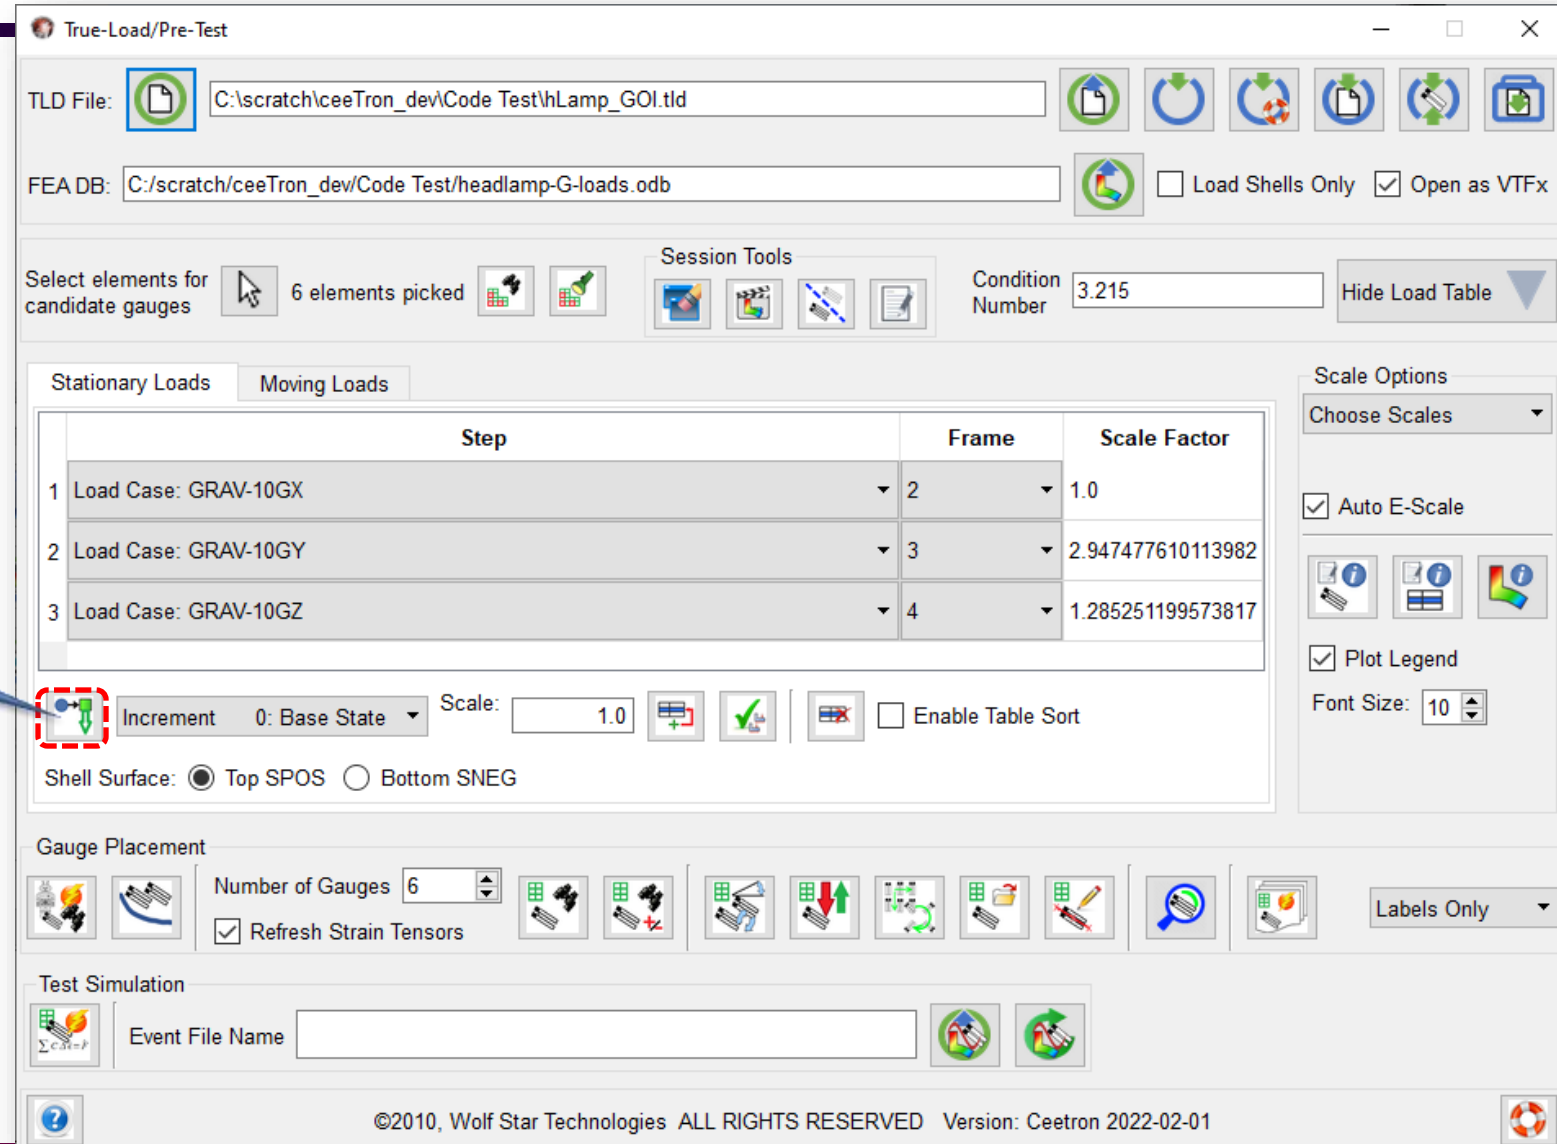 True-Load/Pre-Test
TLD File: C:\scratch\ceeTron_dev\Code Test\hLamp_GOI.tld
FEA DB: C:/scratch/ceeTron_dev/Code Test/headlamp-G-loads.odb Load Shells Only Open as VTFx
Select elements for
candidate gauges
6 elements picked
Session Tools
Condition
Number
3.215
Hide Load Table
Stationary Loads Moving Loads
Step Frame Scale Factor
1 Load Case: GRAV-10GX 2 1.0
2 Load Case: GRAV-10GY 3 2.947477610113982
3 Load Case: GRAV-10GZ 4 1.285251199573817
Scale Options
Choose Scales
Auto E-Scale
Plot Legend
Font Size: 10
Increment 0: Base State Scale: 1.0 Enable Table Sort
Shell Surface: Top SPOS Bottom SNEG
Gauge Placement
Number of Gauges 6
Refresh Strain Tensors
Labels Only
Test Simulation
Event File Name
©2010, Wolf Star Technologies ALL RIGHTS RESERVED Version: Ceetron 2022-02-01